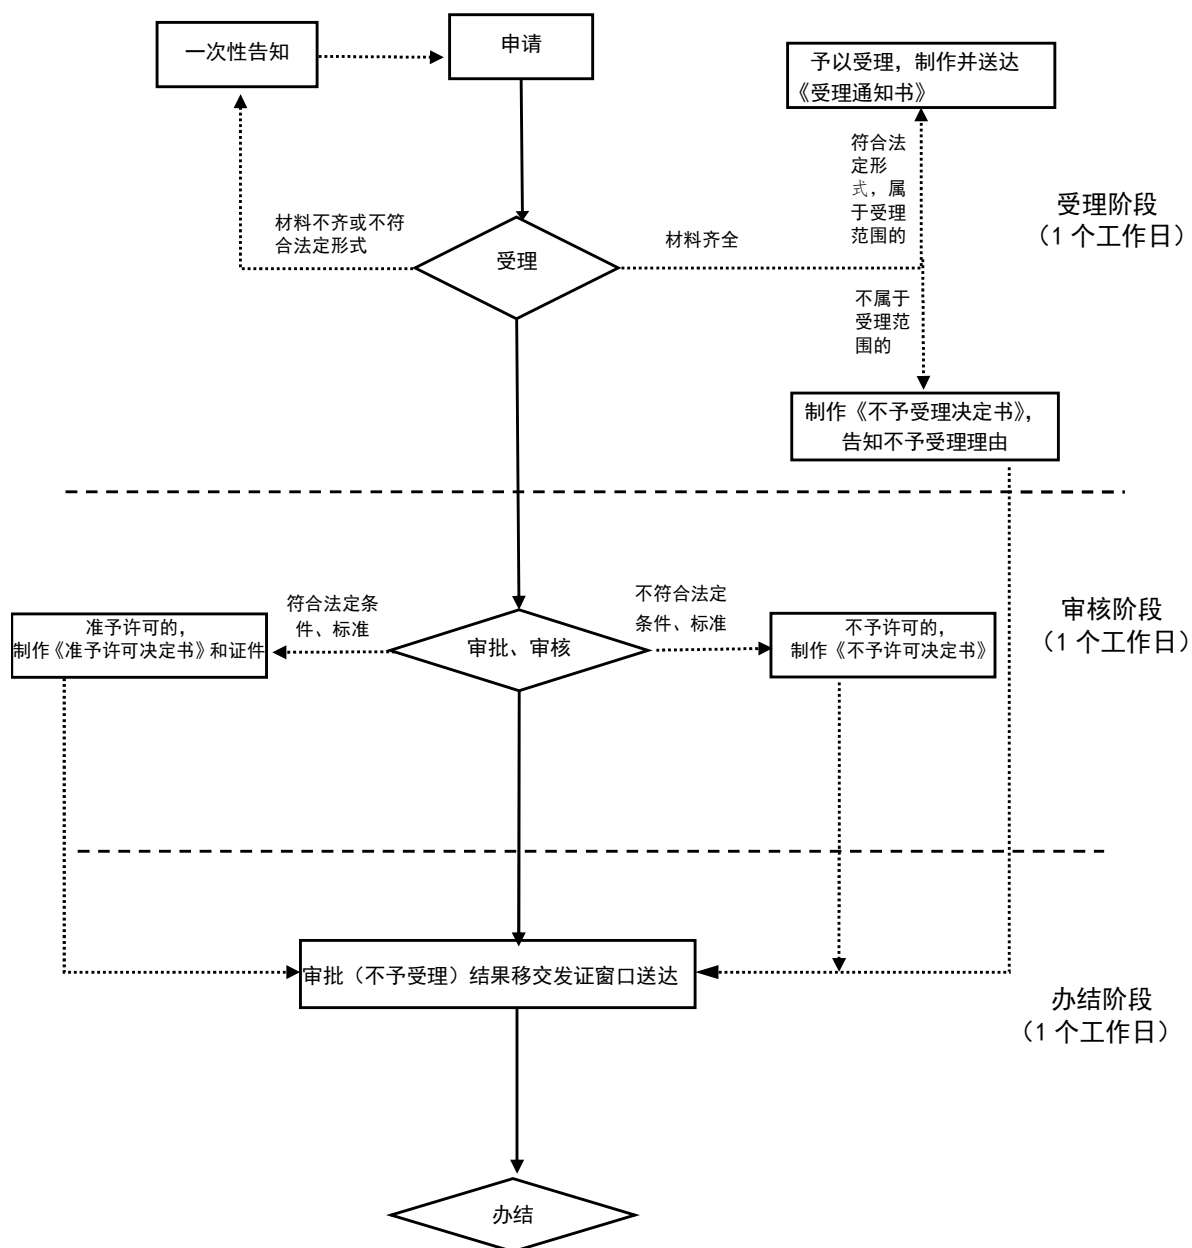 一次性告知
申请
予以受理，制作并送达
《受理通知书》
符合法
定形
式，属
于受理
范围的
受理阶段
（1 个工作日）
材料不齐或不符
合法定形式
受理
材料齐全
不属于
受理范
围的
制作《不予受理决定书》，
告知不予受理理由
准予许可的，
制作《准予许可决定书》和证件
符合法定条
件、标准
审批、审核
不符合法定
条件、标准
不予许可的，
制作《不予许可决定书》
审核阶段
（1 个工作日）
审批（不予受理）结果移交发证窗口送达
办结阶段
（1 个工作日）
办结